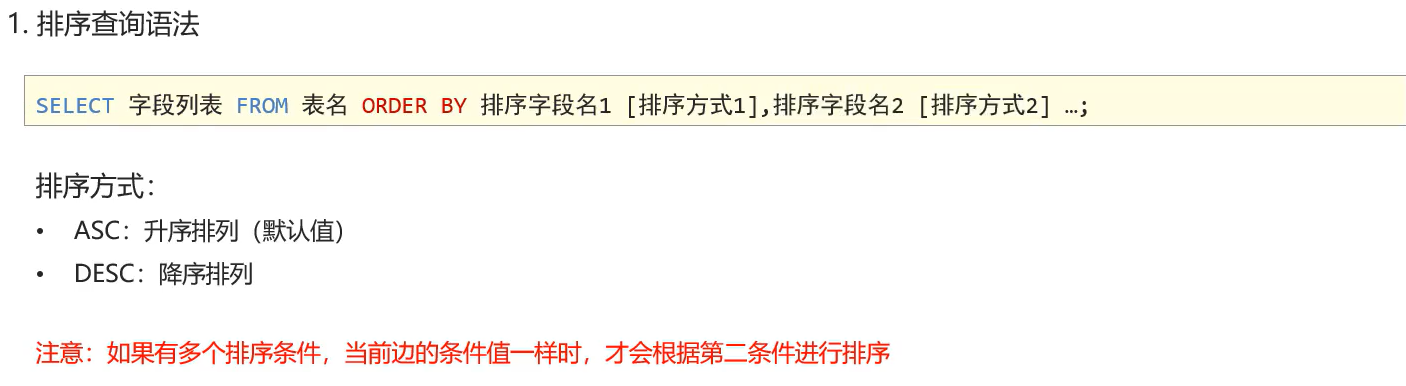 1. 排序查询语法
SELECT 字段列表 FROM 表名 ORDER BY 排序字段名1 [排序方式1],排序字段名2 [排序方式2] …;
排序方式：
• ASC：升序排列（默认值）
• DESC：降序排列
注意：如果有多个排序条件，当前边的条件值一样时，才会根据第二条件进行排序